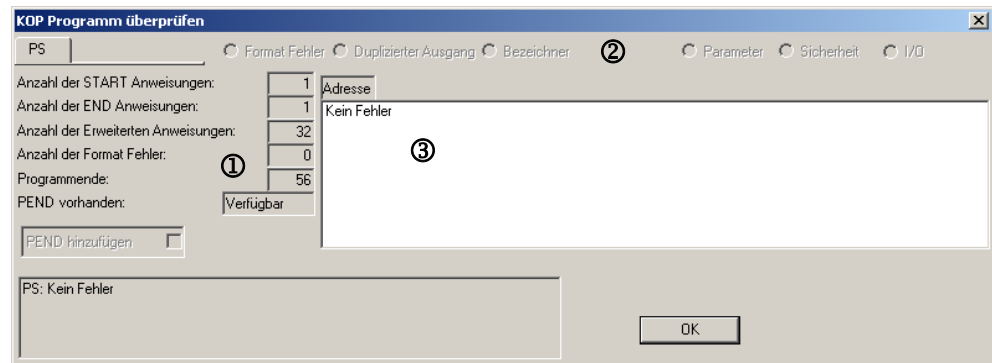 KOP Programm überprüfen
PS
Format Fehler Duplizierter Ausgang Bezeichner ② Parameter Sicherheit I/O
Anzahl der START Anweisungen: 1
Anzahl der END Anweisungen: 1
Anzahl der Erweiterten Anweisungen: 32
Anzahl der Format Fehler: 0
①
Programmende: 56
PEND vorhanden: Verfügbar
PEND hinzufügen
Adresse
Kein Fehler
③
PS: Kein Fehler
OK